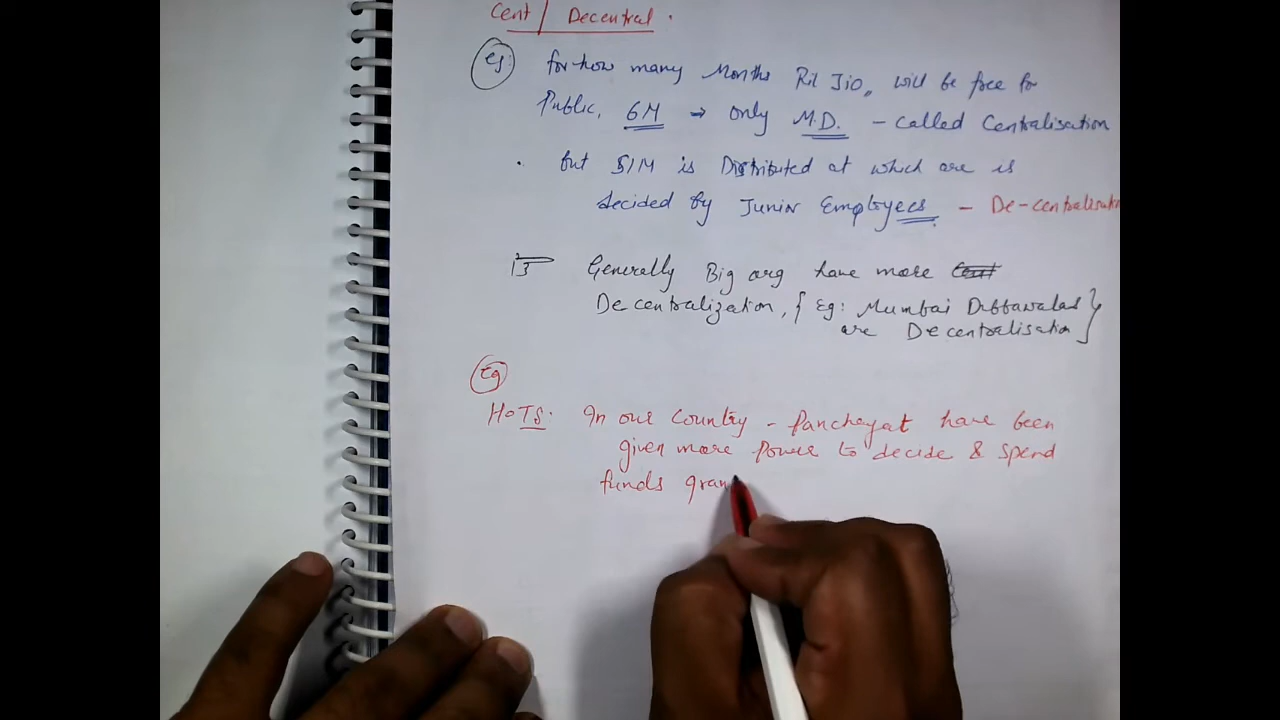 Cent / Decentral.
eg: for how many Months Ril Jio, will be free for
Public, 6M → only M.D. - called Centralisation
. but SIM is Distributed at which are is
decided by Junior Employees - De-centralisation
Generally Big org have more
Decentralization, { Eg: Mumbai Dabbawalas
are Decentralisation }
Eg
HOTS: In our country - Panchayat have been
given more power to decide & spend
funds gran